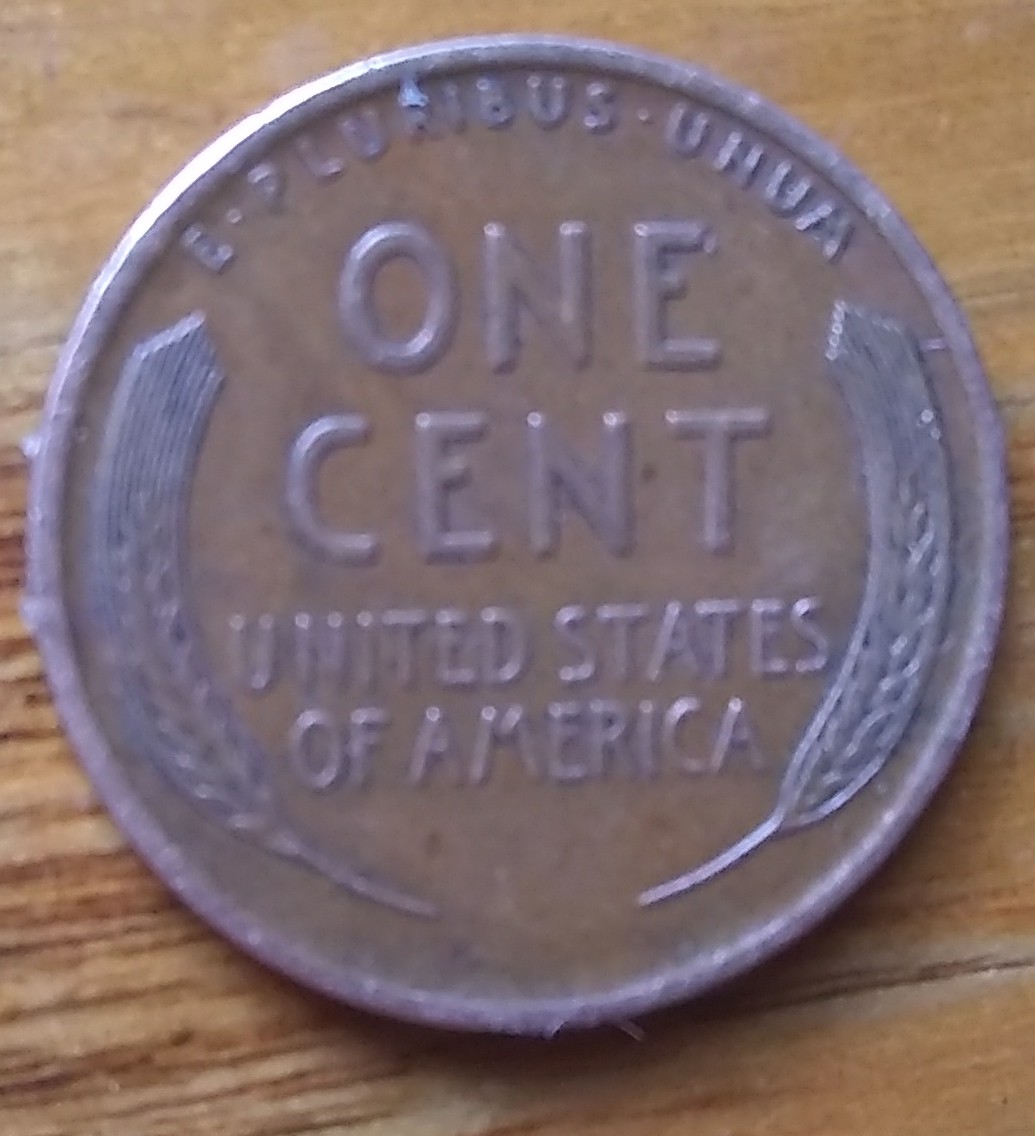 E·PLURIBUS·UNUM
ONE
CENT
UNITED STATES
OF AMERICA